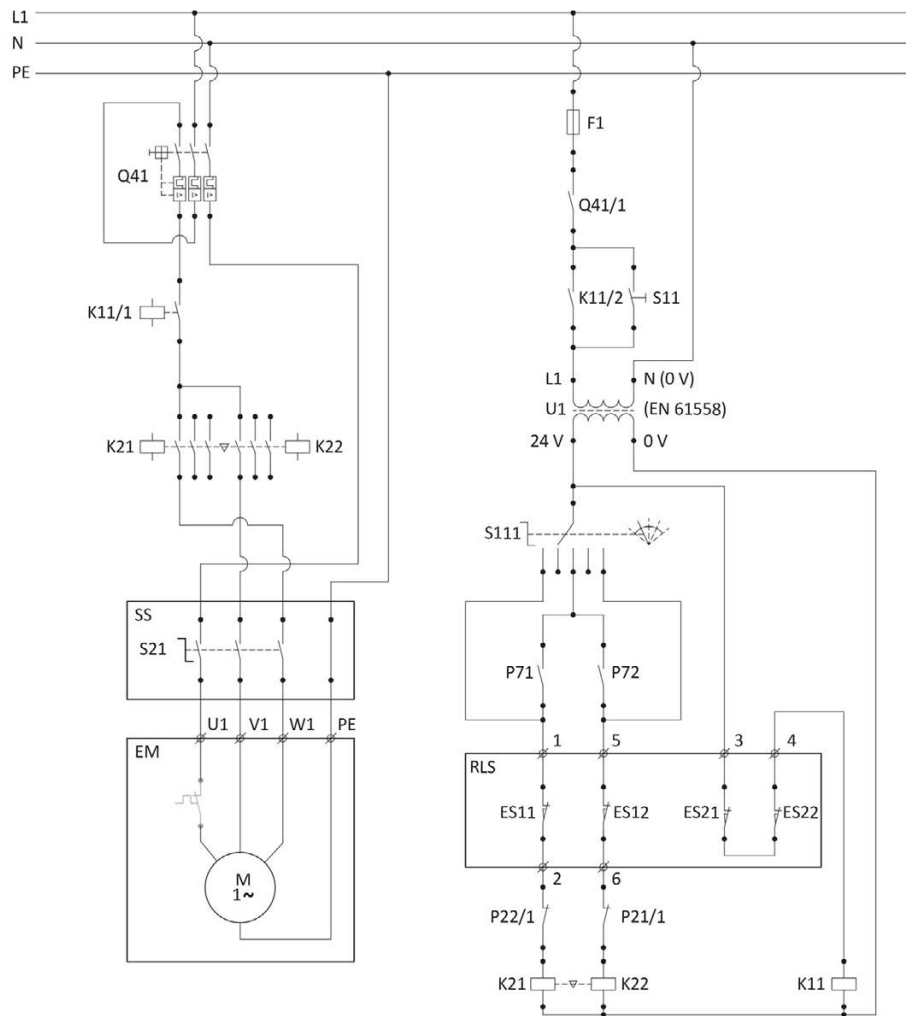 L1
N
PE
F1
Q41
Q41/1
K11/1
K11/2
S11
L1
N (0 V)
U1
(EN 61558)
24 V
0 V
K21
K22
S111
SS
S21
P71
P72
U1
V1
W1
PE
1
5
3
4
EM
RLS
ES11
ES12
ES21
ES22
M
1~
2
6
P22/1
P21/1
K21
K22
K11